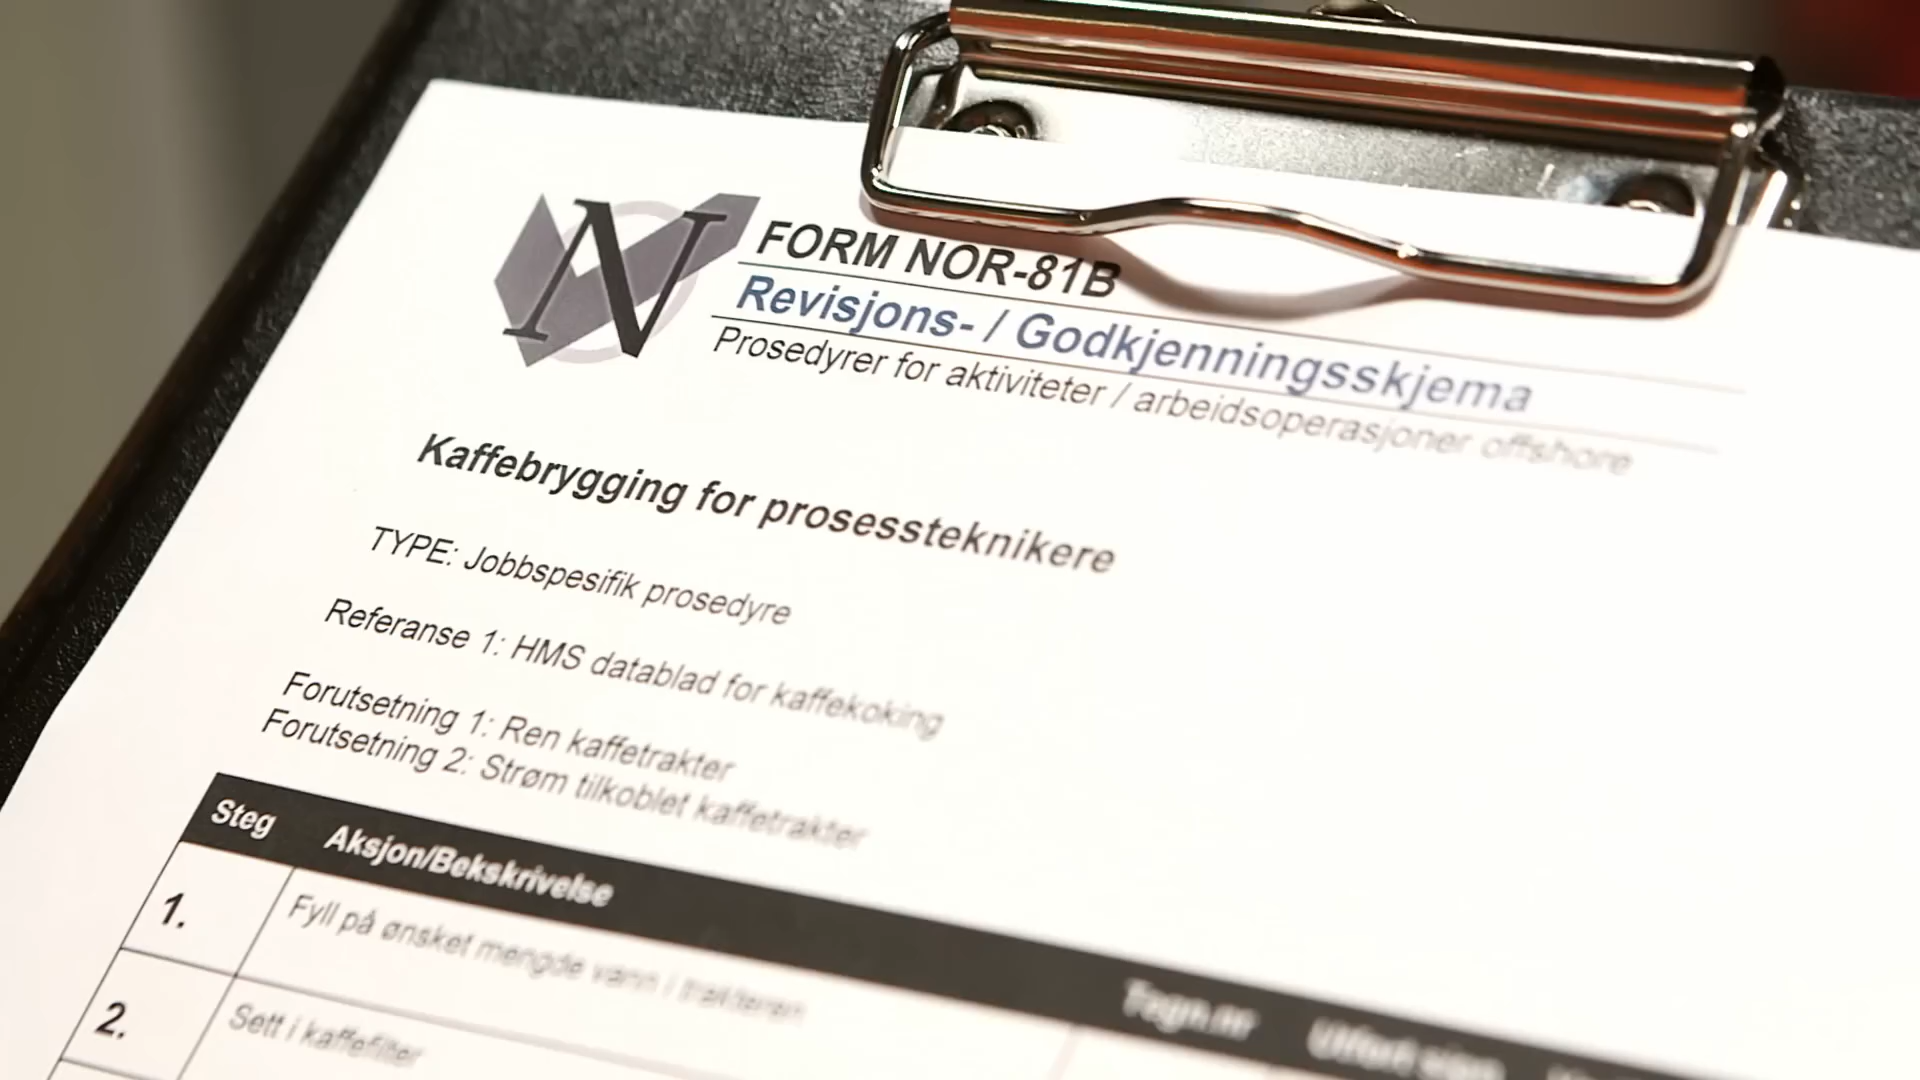 N
FORM NOR-81B
Revisjons- / Godkjenningsskjema
Prosedyrer for aktiviteter / arbeidsoperasjoner offshore
Kaffebrygging for prosessteknikere
TYPE: Jobbspesifik prosedyre
Referanse 1: HMS datablad for kaffekoking
Forutsetning 1: Ren kaffetrakter
Forutsetning 2: Strøm tilkoblet kaffetrakter
Steg Aksjon/Bekskrivelse Tegn.nr Utført sign
1. Fyll på ønsket mengde vann i trakteren
2. Sett i kaffefilter